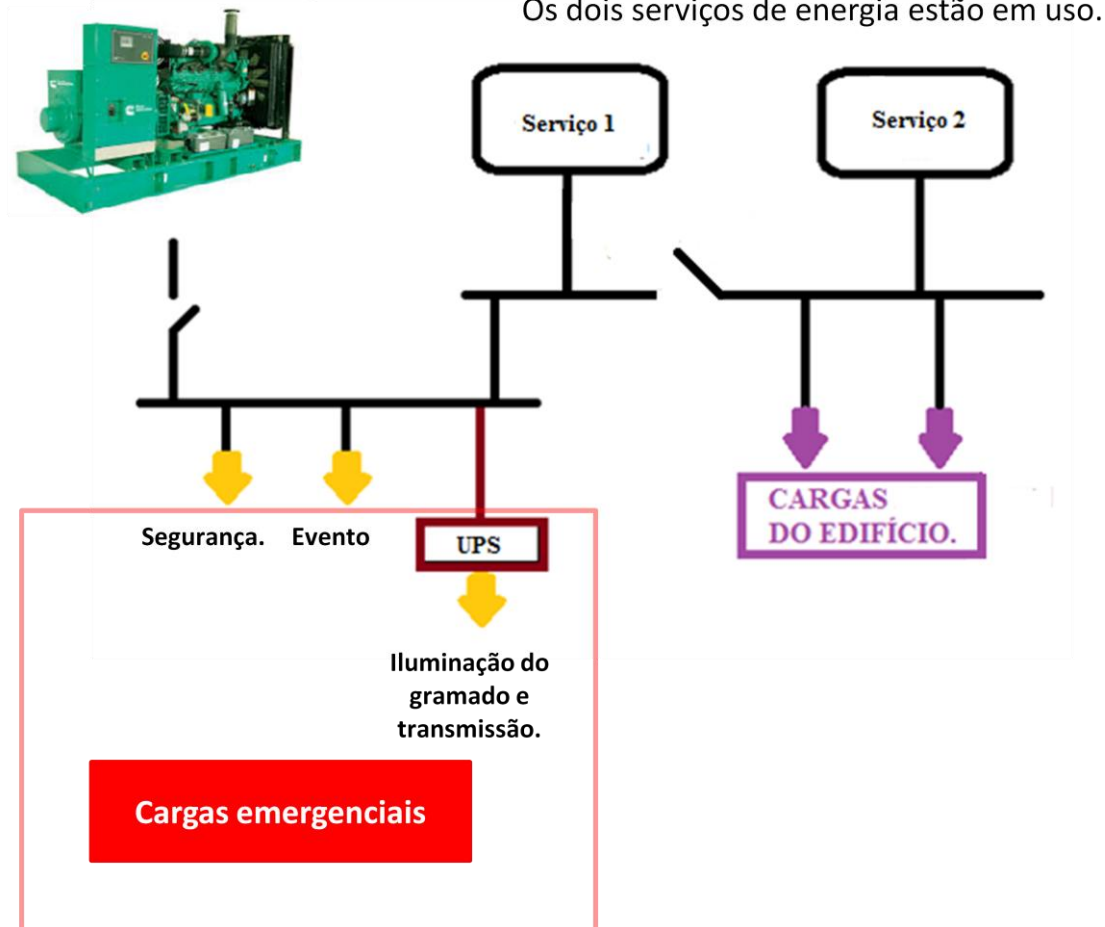 Os dois serviços de energia estão em uso.
Serviço 1
Serviço 2
CARGAS
DO EDIFÍCIO.
Segurança.
Evento
UPS
Iluminação do
gramado e
transmissão.
Cargas emergenciais